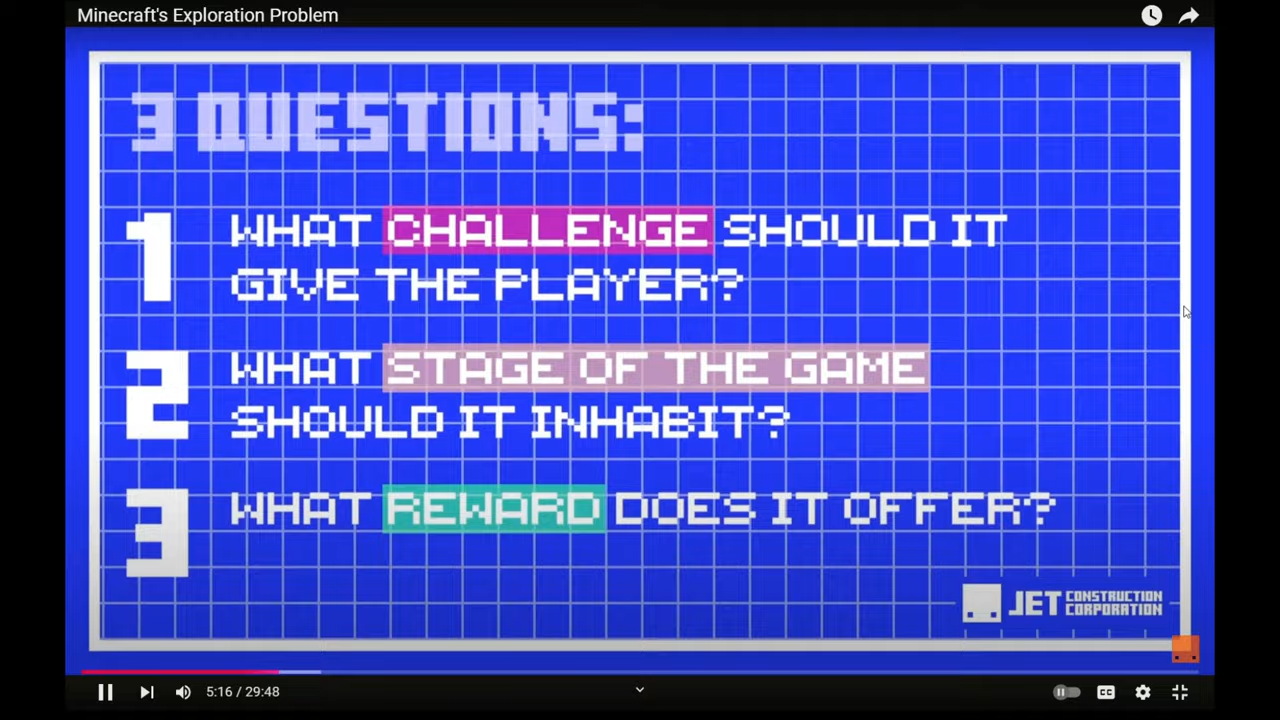 Minecraft's Exploration Problem
3 QUESTIONS:
1 WHAT CHALLENGE SHOULD IT
GIVE THE PLAYER?
2 WHAT STAGE OF THE GAME
SHOULD IT INHABIT?
3 WHAT REWARD DOES IT OFFER?
JET CONSTRUCTION
CORPORATION
5:16 / 29:48
CC